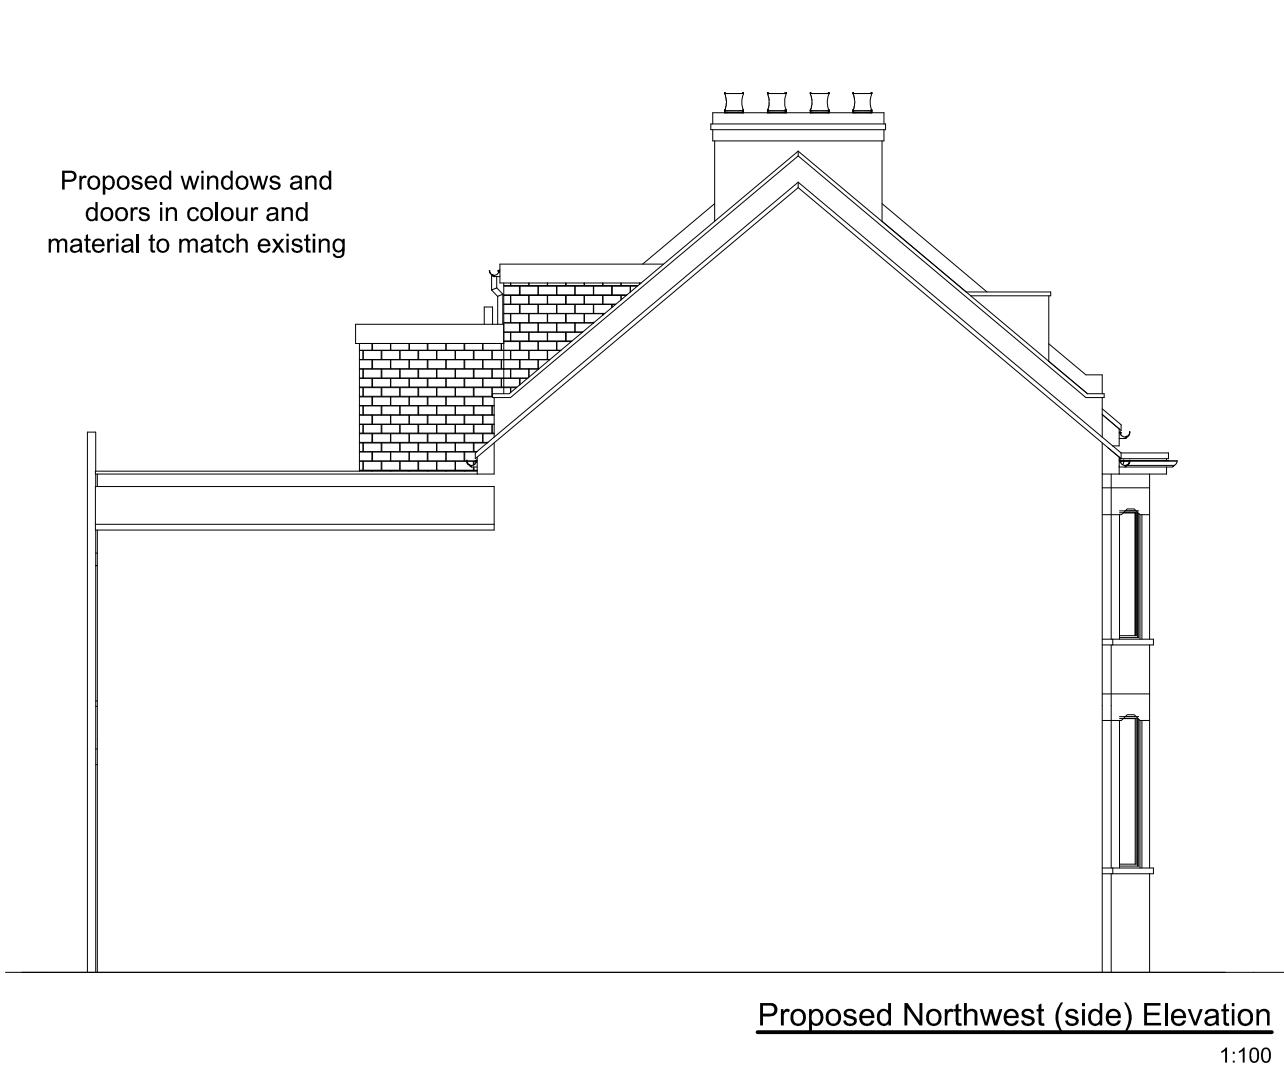 Proposed windows and
doors in colour and
material to match existing
Proposed Northwest (side) Elevation
1:100